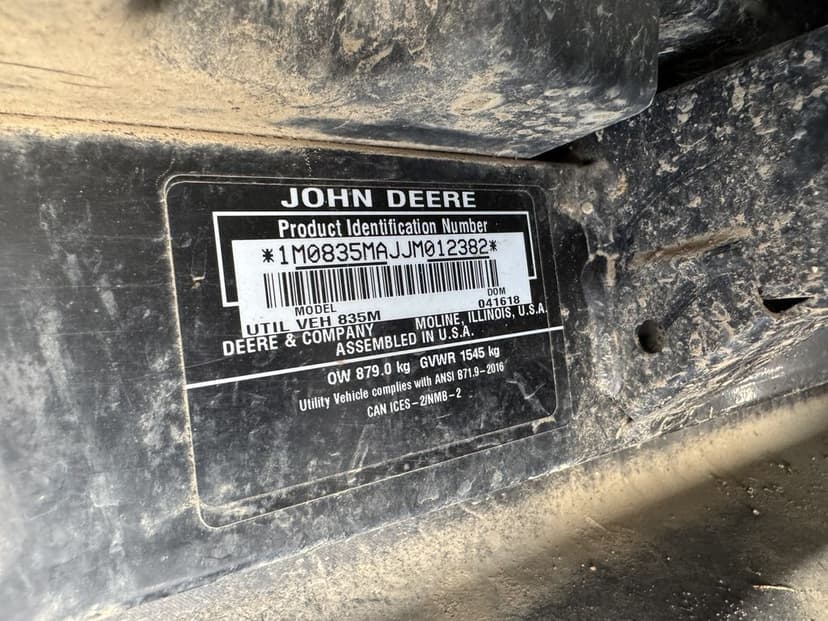 JOHN DEERE
Product Identification Number
*1M0835MAJJM012382*
MODEL DOM
UTIL VEH 835M 041618
DEERE & COMPANY MOLINE, ILLINOIS, U.S.A.
ASSEMBLED IN U.S.A.
OW 879.0 kg GVWR 1545 kg
Utility Vehicle complies with ANSI B71.9-2016
CAN ICES-2/NMB-2